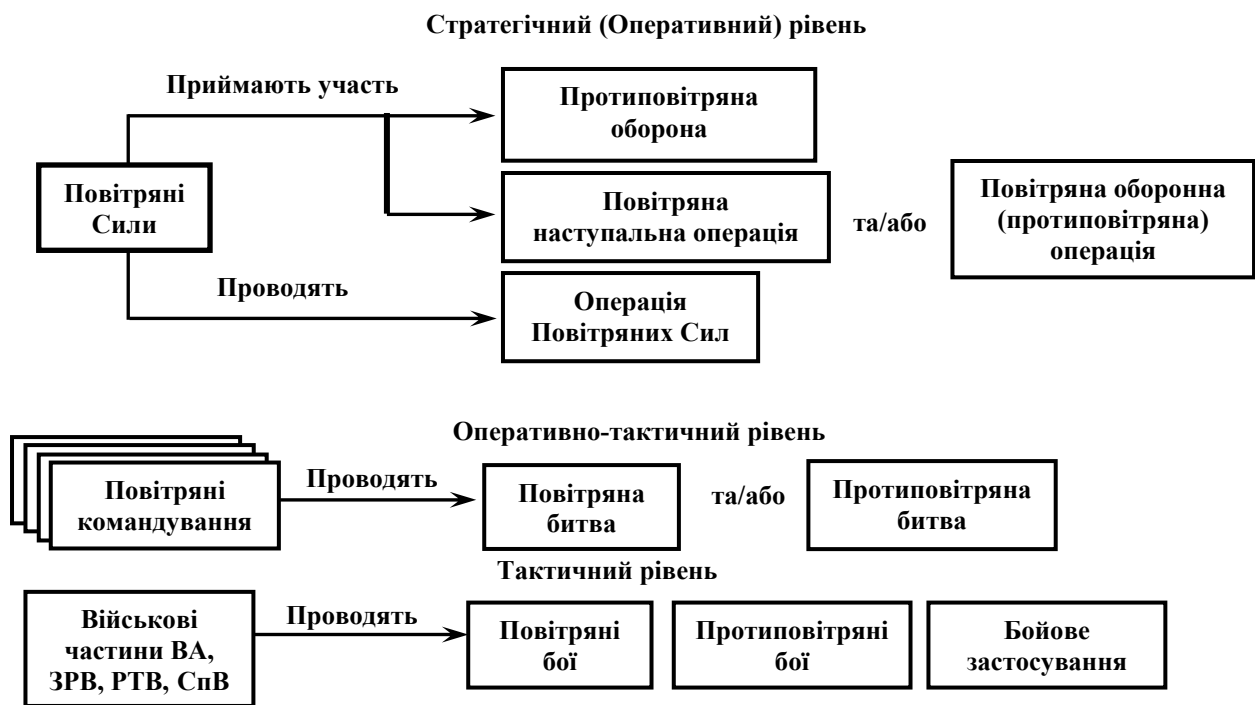 Стратегічний (Оперативний) рівень
Приймають участь
Протиповітряна
оборона
Повітряні
Сили
Повітряна
наступальна операція
та/або
Повітряна оборонна
(протиповітряна)
операція
Проводять
Операція
Повітряних Сил
Оперативно-тактичний рівень
Повітряні
командування
Проводять
Повітряна
битва
та/або
Протиповітряна
битва
Тактичний рівень
Військові
частини ВА,
ЗРВ, РТВ, СпВ
Проводять
Повітряні
бої
Протиповітряні
бої
Бойове
застосування